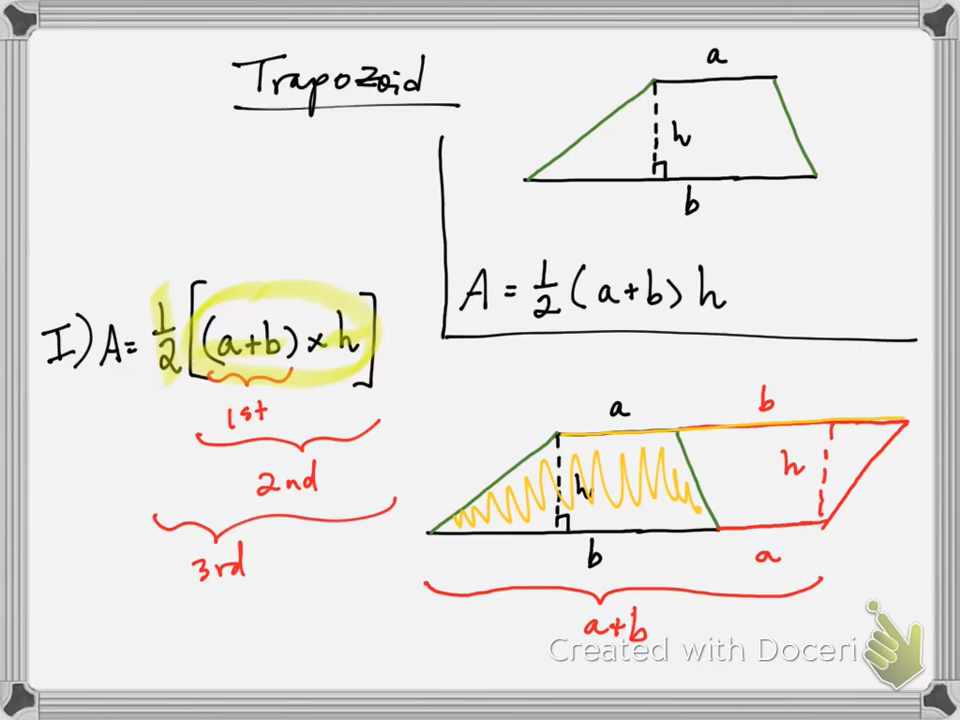 Trapozoid
a
h
b
A = 1/2 (a+b) h
I) A = 1/2 [(a+b) × h]
1st
2nd
3rd
a
b
h
h
b
a
a+b
Created with Doceri